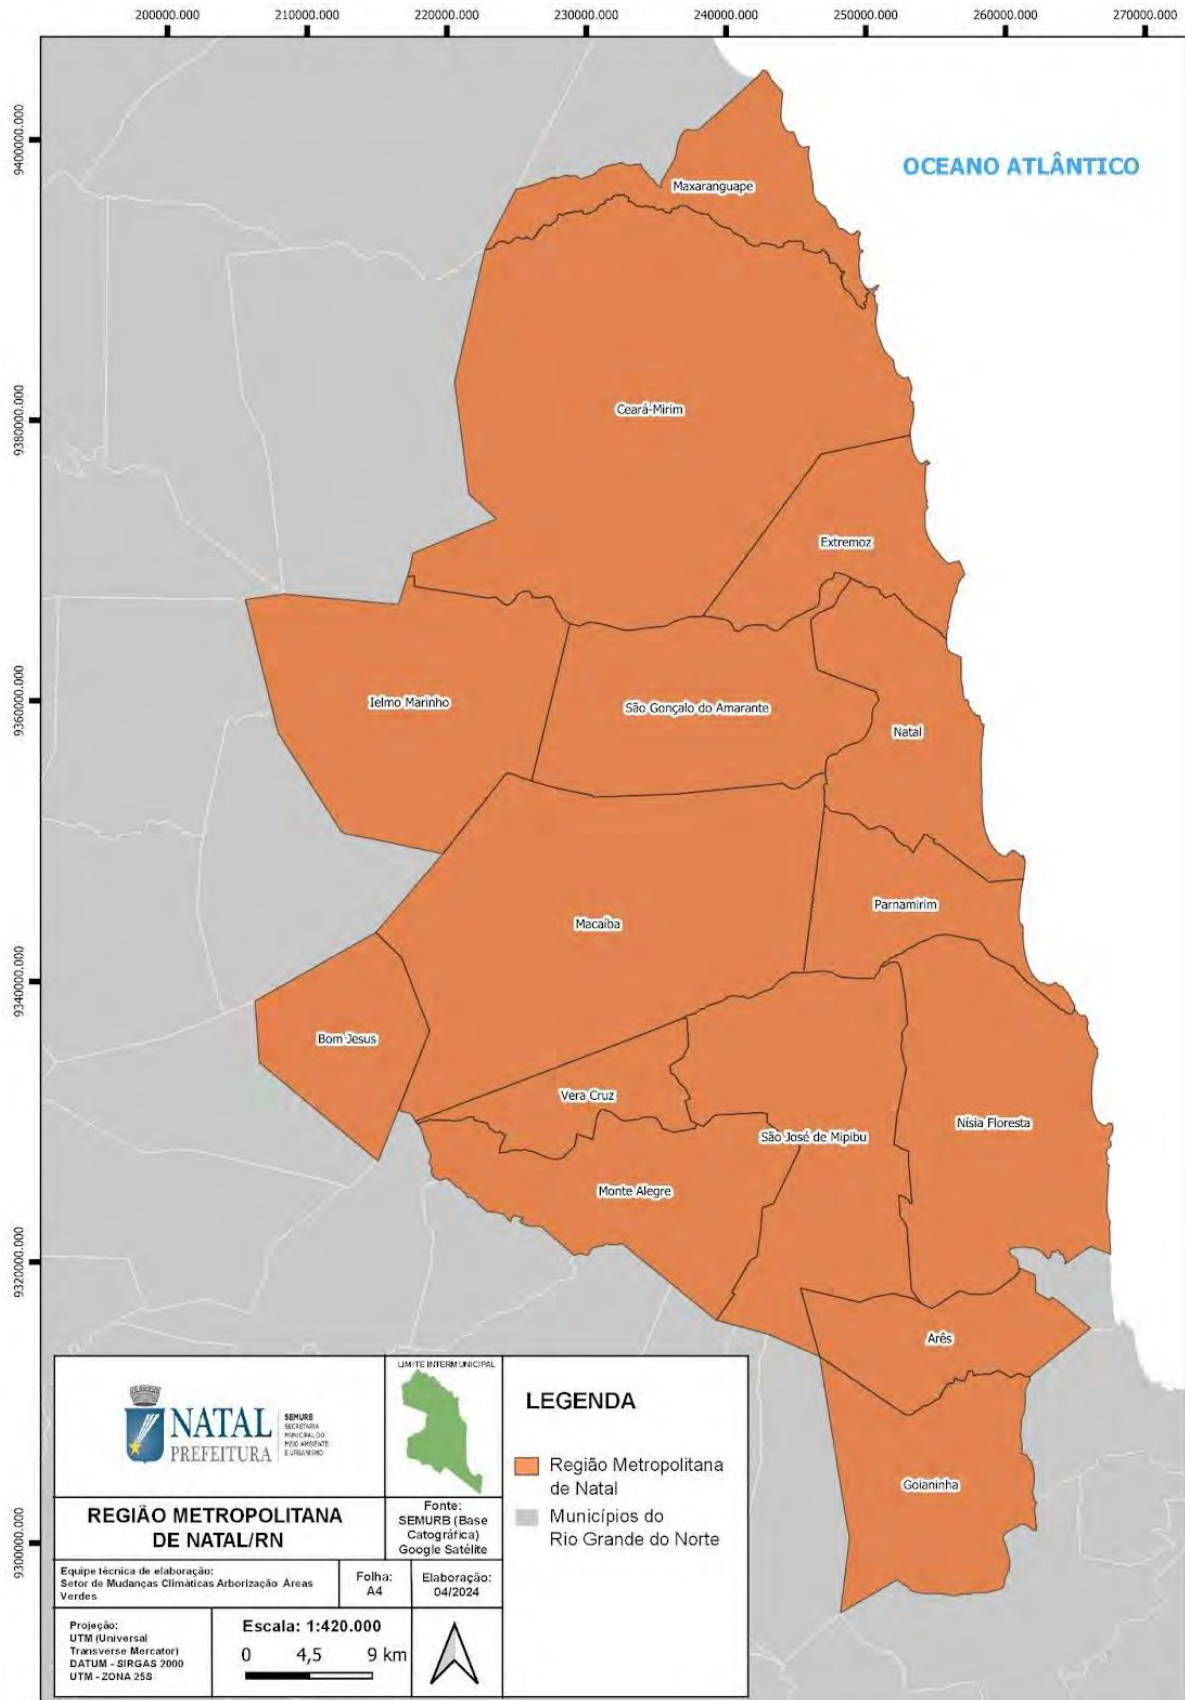 200000.000
210000.000
220000.000
230000.000
240000.000
250000.000
260000.000
270000.000
9400000.000
9380000.000
9360000.000
9340000.000
9320000.000
9300000.000
OCEANO ATLÂNTICO
Maxaranguape
Ceará-Mirim
Extremoz
Ielmo Marinho
São Gonçalo do Amarante
Natal
Parnamirim
Macaíba
Bom Jesus
Vera Cruz
São José de Mipibu
Nísia Floresta
Monte Alegre
Arês
Goianinha
NATAL
PREFEITURA
SEMURB
SECRETARIA
MUNICIPAL DO
MEIO AMBIENTE
E URBANISMO
LIMITE INTERMUNICIPAL
LEGENDA
Região Metropolitana
de Natal
Municípios do
Rio Grande do Norte
REGIÃO METROPOLITANA
DE NATAL/RN
Fonte:
SEMURB (Base
Catográfica)
Google Satélite
Equipe técnica de elaboração:
Setor de Mudanças Climáticas Arborização Áreas
Verdes
Folha:
A4
Elaboração:
04/2024
Projeção:
UTM (Universal
Transverse Mercator)
DATUM - SIRGAS 2000
UTM - ZONA 25S
Escala: 1:420.000
0 4,5 9 km